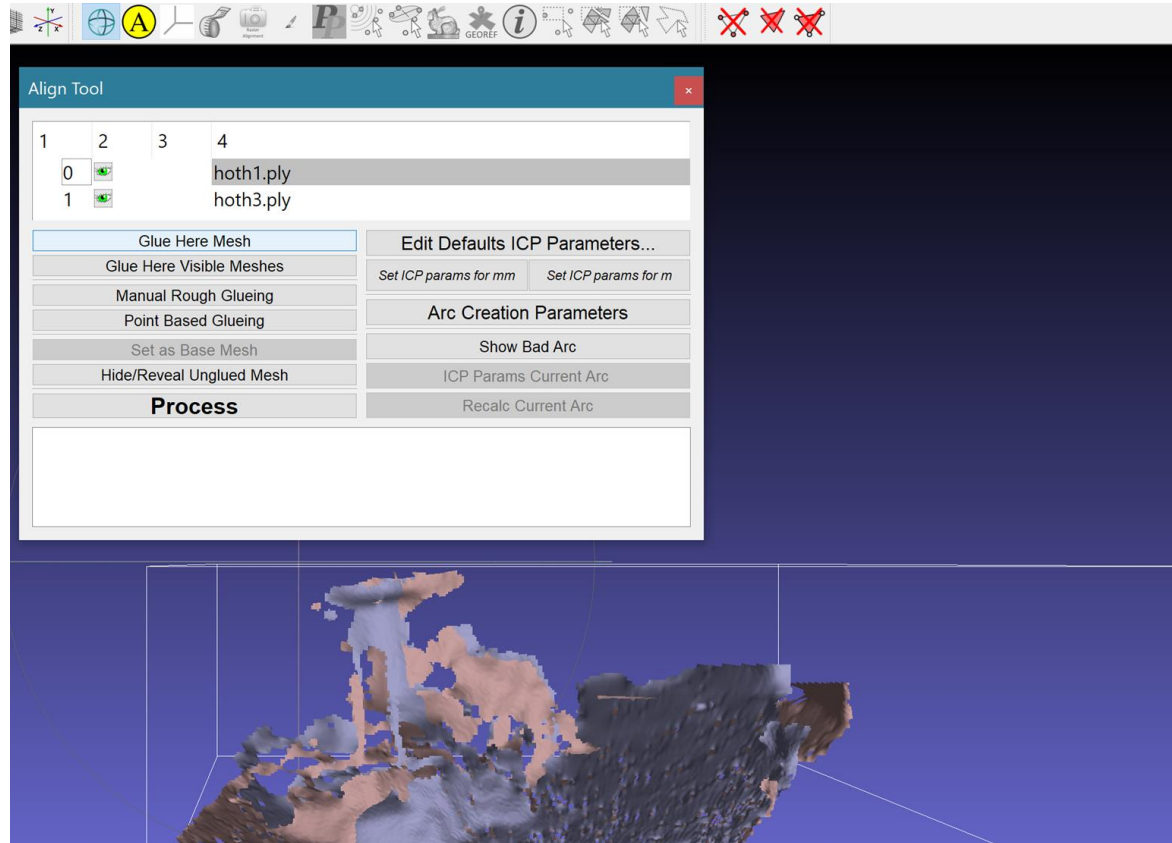 Y
Z X
A
PP
GEOREF
i
Align Tool
×
1 2 3 4
0 hoth1.ply
1 hoth3.ply
Glue Here Mesh
Edit Defaults ICP Parameters...
Glue Here Visible Meshes
Set ICP params for mm
Set ICP params for m
Manual Rough Glueing
Arc Creation Parameters
Point Based Glueing
Set as Base Mesh
Show Bad Arc
Hide/Reveal Unglued Mesh
ICP Params Current Arc
Process
Recalc Current Arc